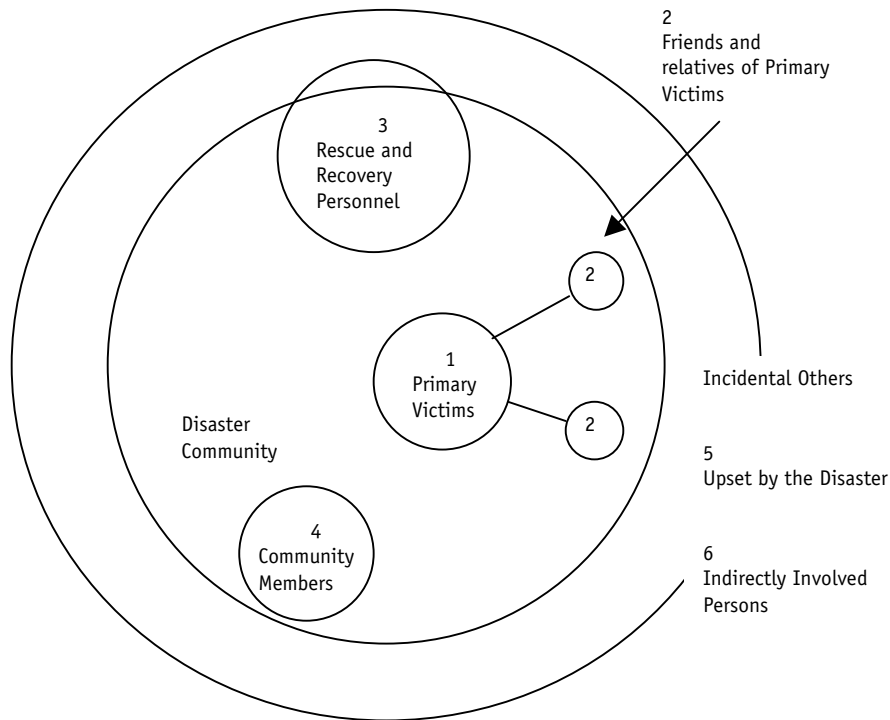 2
Friends and
relatives of Primary
Victims
3
Rescue and
Recovery
Personnel
2
1
Primary
Victims
2
Incidental Others
Disaster
Community
5
Upset by the Disaster
4
Community
Members
6
Indirectly Involved
Persons